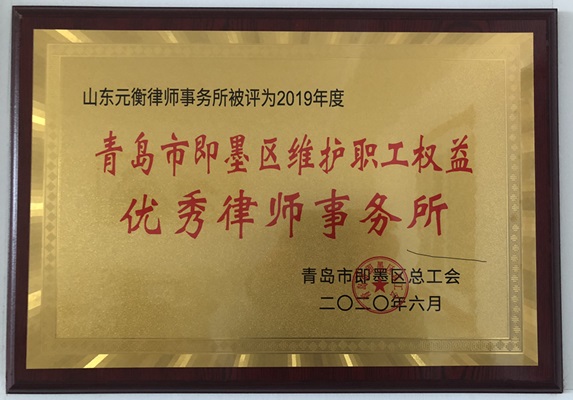 山东元衡律师事务所被评为2019年度
青岛市即墨区维护职工权益
优秀律师事务所
青岛市即墨区总工会
二〇二〇年六月